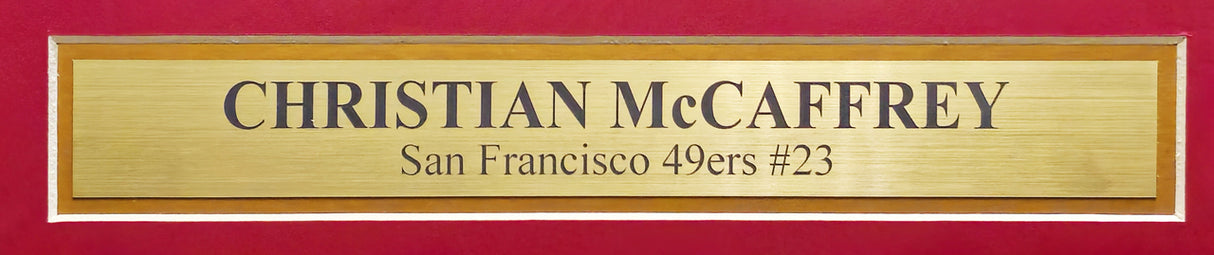 CHRISTIAN McCAFFREY
San Francisco 49ers #23